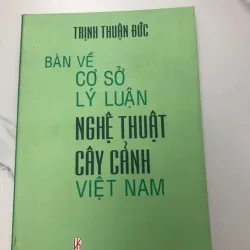 TRỊNH THUẬN ĐỨC
BÀN VỀ
CƠ SỞ
LÝ LUẬN
NGHỆ THUẬT
CÂY CẢNH
VIỆT NAM